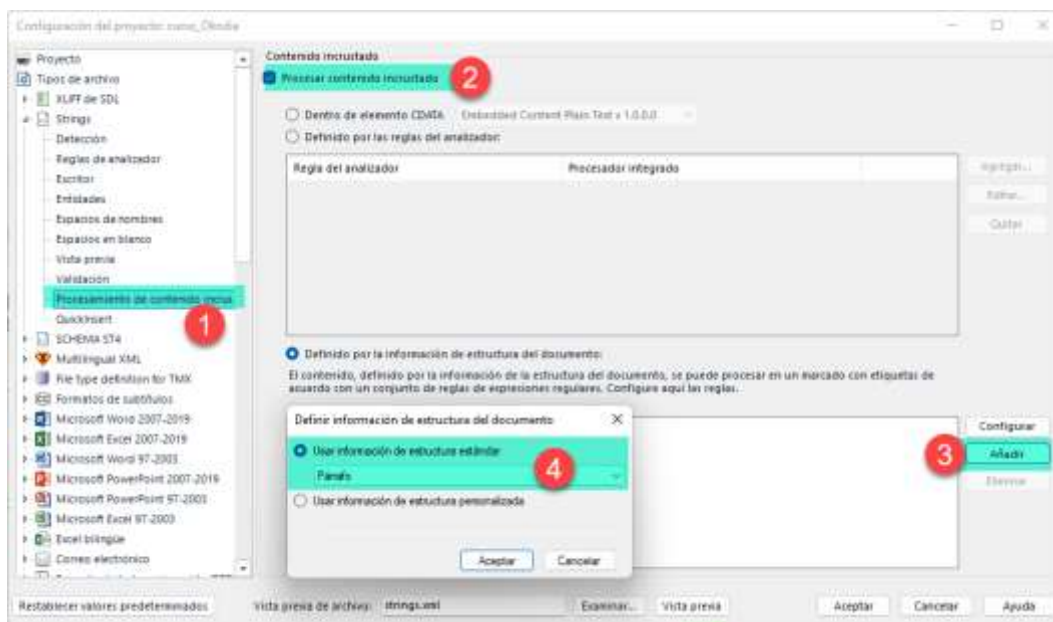 Configuración del proyecto: curso_Okodia
Proyecto
Tipos de archivo
XLIFF de SDL
Strings
Detección
Reglas de analizador
Escritor
Entidades
Espacios de nombres
Espacios en blanco
Vista previa
Validación
Procesamiento de contenido incrus
1
QuickInsert
SCHEMA ST4
Multilingual XML
File type definition for TMX
Formatos de subtítulos
Microsoft Word 2007-2019
Microsoft Excel 2007-2019
Microsoft Word 97-2003
Microsoft PowerPoint 2007-2019
Microsoft PowerPoint 97-2003
Microsoft Excel 97-2003
Excel bilingüe
Correo electrónico
Contenido incrustado
Procesar contenido incrustado
2
Dentro de elemento CDATA Embedded Content Plain Text v 1.0.0.0
Definido por las reglas del analizador:
Regla del analizador Procesador integrado
Agregar...
Editar...
Quitar
Definido por la información de estructura del documento:
El contenido, definido por la información de la estructura del documento, se puede procesar en un marcado con etiquetas de
acuerdo con un conjunto de reglas de expresiones regulares. Configure aquí las reglas.
Configurar
3
Añadir
Eliminar
Definir información de estructura del documento
Usar información de estructura estándar
Párrafo
4
Usar información de estructura personalizada
Aceptar Cancelar
Restablecer valores predeterminados Vista previa de archivo: strings.xml Examinar... Vista previa Aceptar Cancelar Ayuda